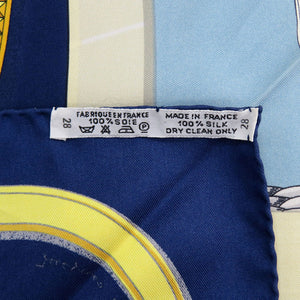 FABRIQUE EN FRANCE
100% SOIE
28
MADE IN FRANCE
100% SILK
DRY CLEAN ONLY
28